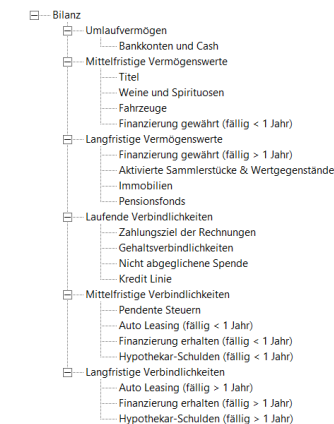 Bilanz
Umlaufvermögen
Bankkonten und Cash
Mittelfristige Vermögenswerte
Titel
Weine und Spirituosen
Fahrzeuge
Finanzierung gewährt (fällig < 1 Jahr)
Langfristige Vermögenswerte
Finanzierung gewährt (fällig > 1 Jahr)
Aktivierte Sammlerstücke & Wertgegenstände
Immobilien
Pensionsfonds
Laufende Verbindlichkeiten
Zahlungsziel der Rechnungen
Gehaltsverbindlichkeiten
Nicht abgeglichene Spende
Kredit Linie
Mittelfristige Verbindlichkeiten
Pendente Steuern
Auto Leasing (fällig < 1 Jahr)
Finanzierung erhalten (fällig < 1 Jahr)
Hypothekar-Schulden (fällig < 1 Jahr)
Langfristige Verbindlichkeiten
Auto Leasing (fällig > 1 Jahr)
Finanzierung erhalten (fällig > 1 Jahr)
Hypothekar-Schulden (fällig > 1 Jahr)